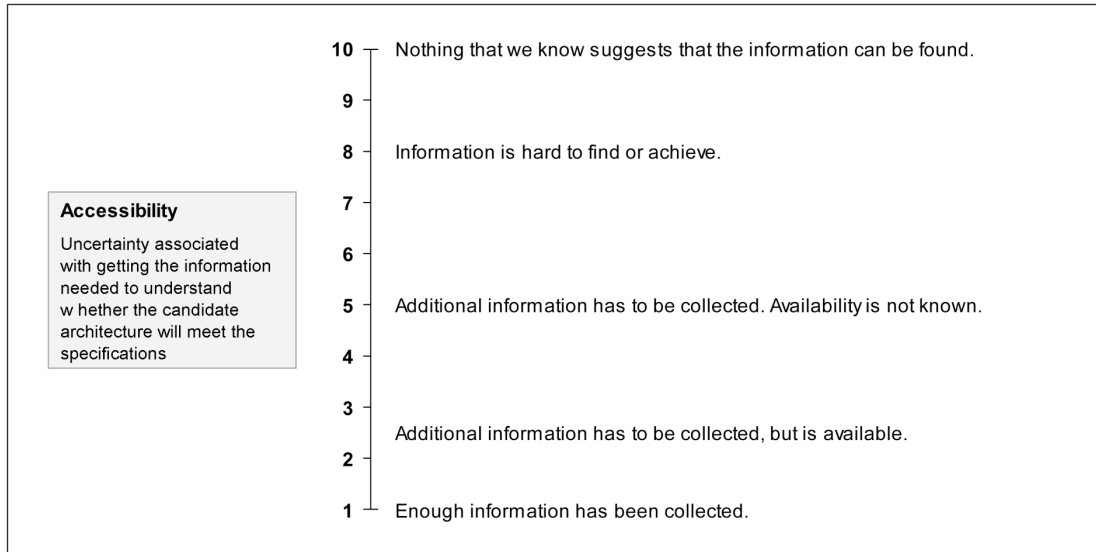 10 Nothing that we know suggests that the information can be found.
9
8 Information is hard to find or achieve.
7
Accessibility
Uncertainty associated
with getting the information
needed to understand
w hether the candidate
architecture will meet the
specifications
6
5 Additional information has to be collected. Availability is not known.
4
3
Additional information has to be collected, but is available.
2
1 Enough information has been collected.